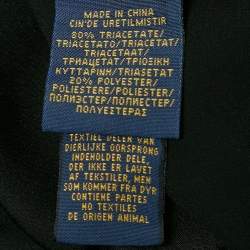 MADE IN CHINA
CIN'DE URETILMISTIR
80% TRIACETATE/
TRIACETATO/TRIACÉTAT/
TRIACETAAT/
ТРИАЦЕТАТ/ΤΡΙΟΞΙΚΗ
ΚΥΤΤΑΡΙΝΗ/TRIASETAT
20% POLYESTER/
POLIESTERE/POLIESTER/
ПОЛИЭСТЕР/ΠΟΛΥΕΣΤΕΡΑΣ
TEXTIEL DELEN VAN
DIERLIJKE OORSPRONG
INDEHOLDER DELE,
DER IKKE ER LAVET
AF TEKSTILER, MEN
SOM KOMMER FRA DYR
CONTIENE PARTES
NO TEXTILES
DE ORIGEN ANIMAL